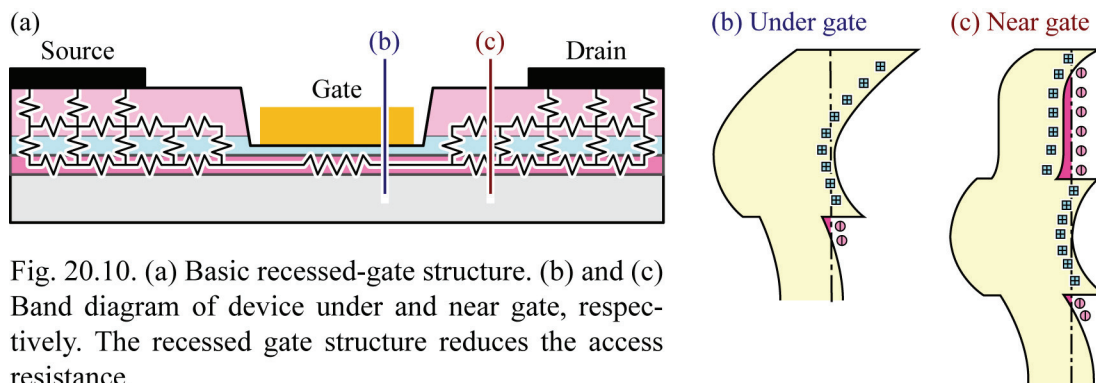 (a)
Source
(b)
(c)
Drain
Gate
(b) Under gate
(c) Near gate
Fig. 20.10. (a) Basic recessed-gate structure. (b) and (c)
Band diagram of device under and near gate, respec-
tively. The recessed gate structure reduces the access
resistance